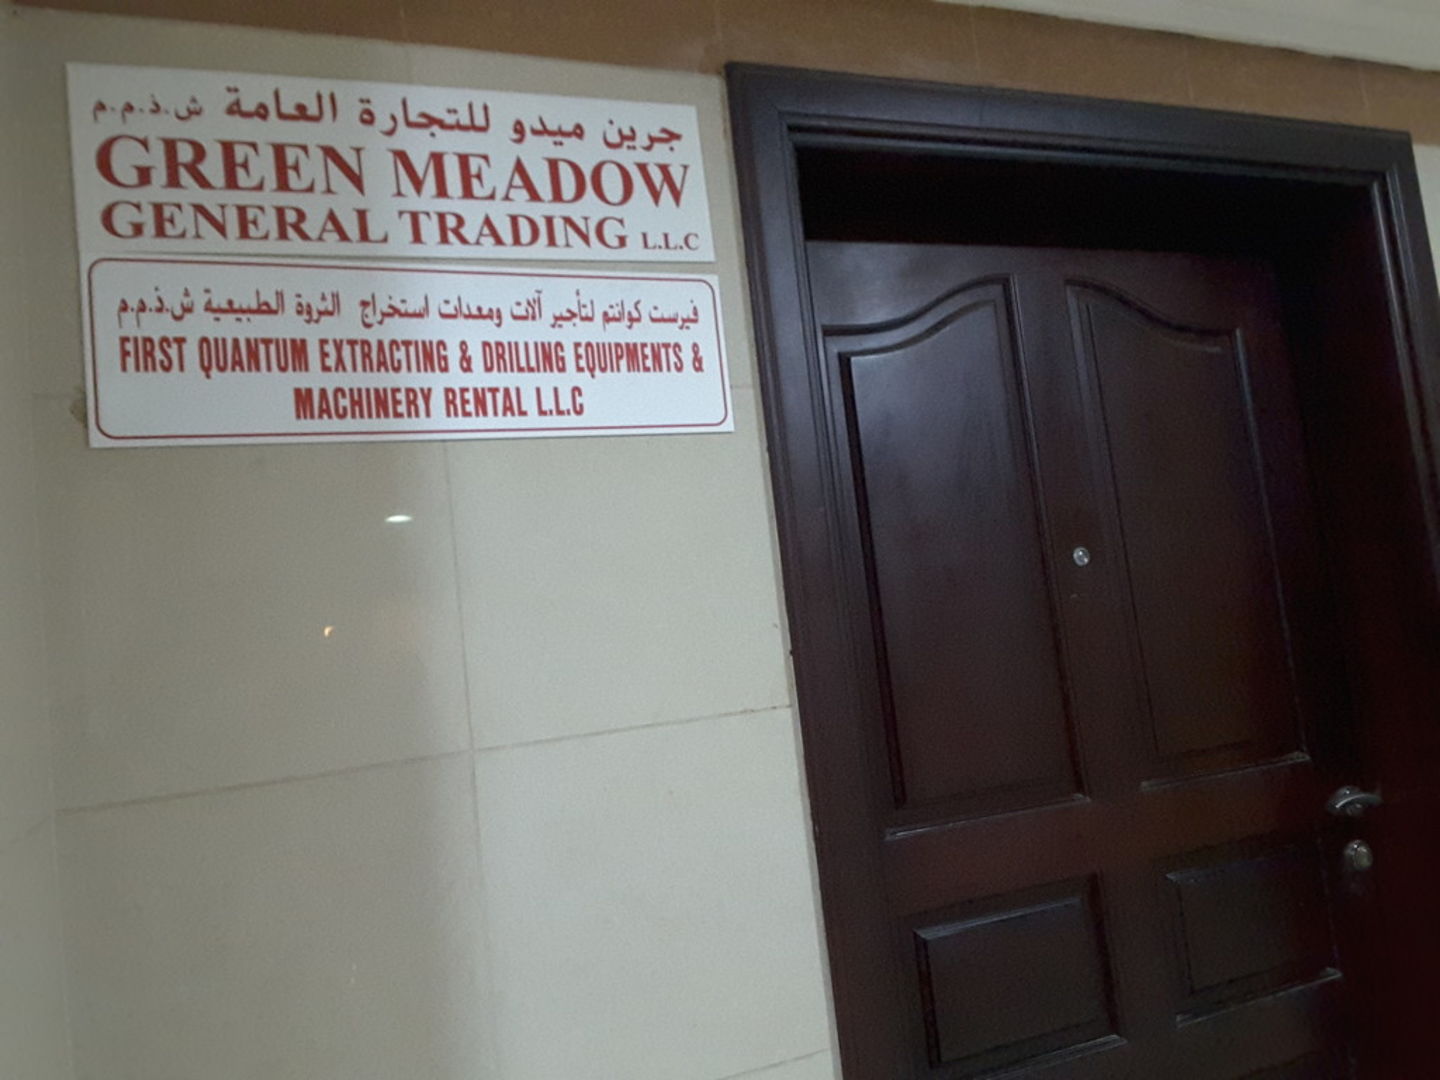 جرين ميدو للتجارة العامة ش.ذ.م.م
GREEN MEADOW
GENERAL TRADING L.L.C
فيرست كوانتم لتأجير آلات ومعدات استخراج الثروة الطبيعية ش.ذ.م.م
FIRST QUANTUM EXTRACTING & DRILLING EQUIPMENTS &
MACHINERY RENTAL L.L.C